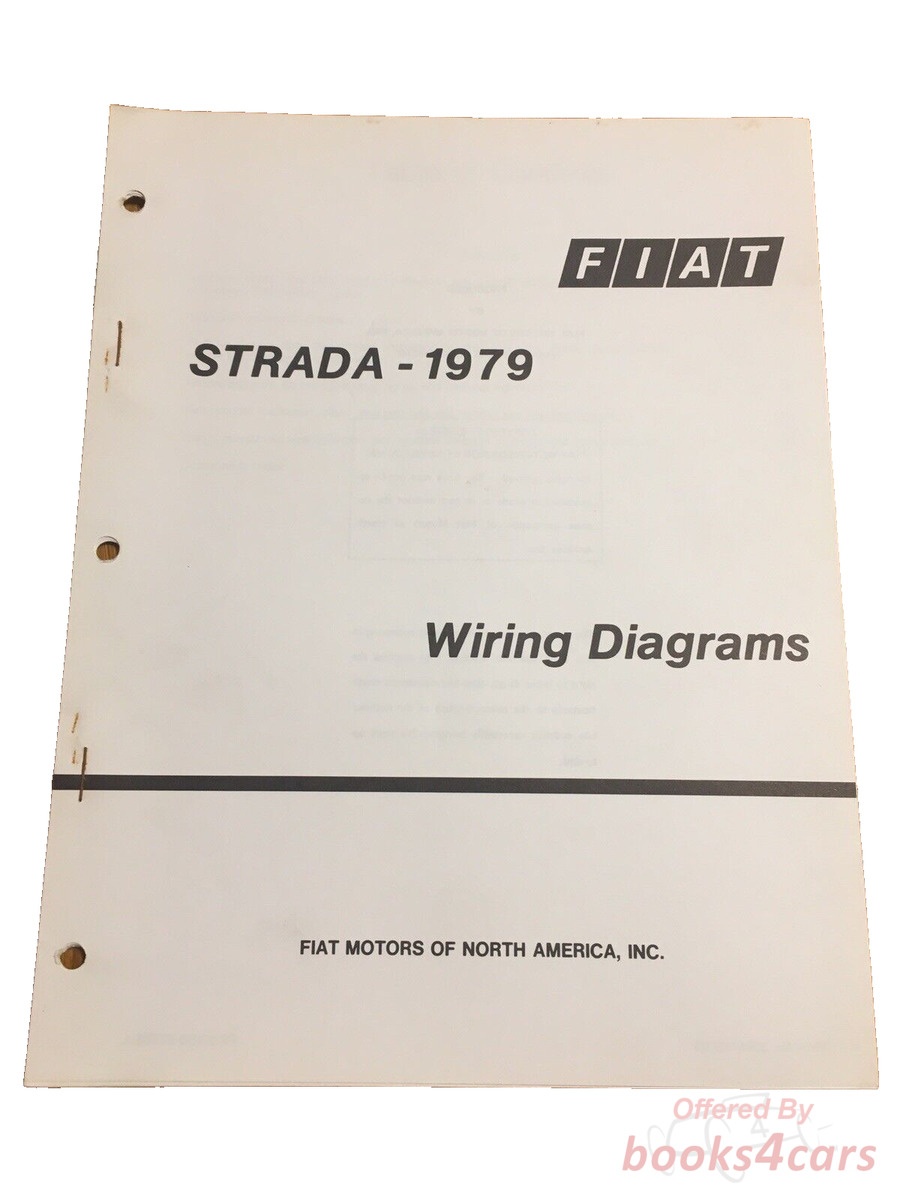 FIAT
STRADA - 1979
Wiring Diagrams
FIAT MOTORS OF NORTH AMERICA, INC.
Offered By
books4cars